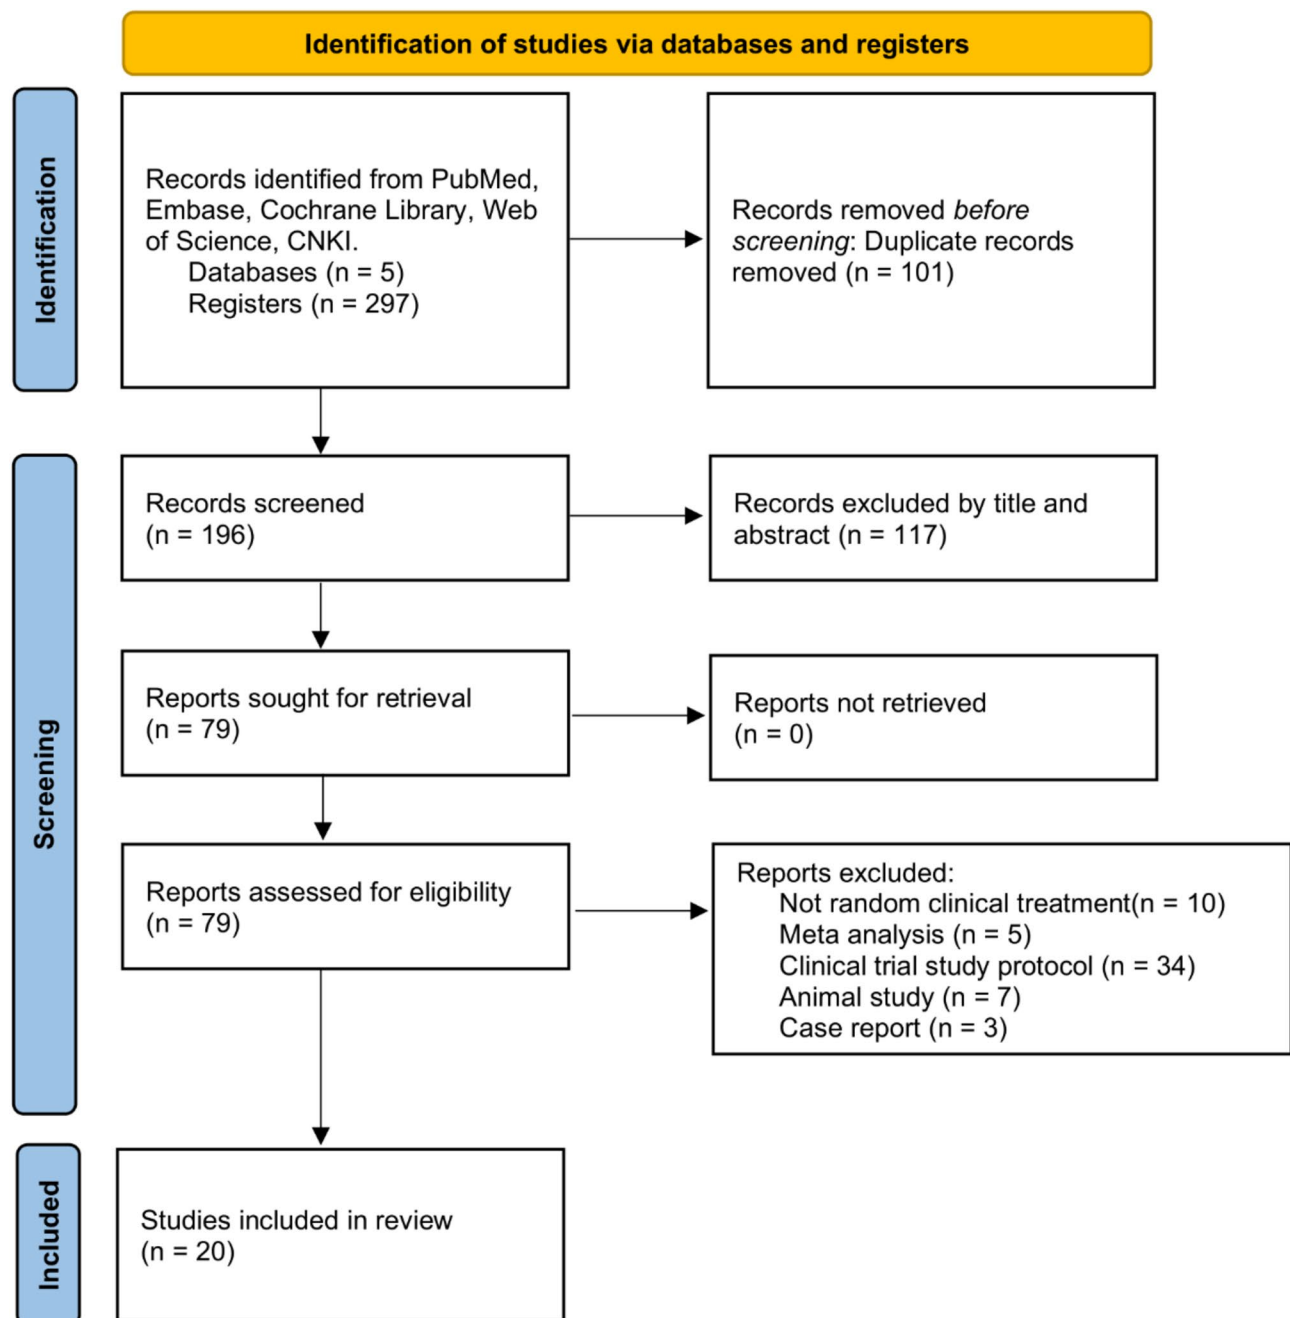 Identification of studies via databases and registers
Identification
Records identified from PubMed,
Embase, Cochrane Library, Web
of Science, CNKI.
Databases (n = 5)
Registers (n = 297)
Records removed before
screening: Duplicate records
removed (n = 101)
Screening
Records screened
(n = 196)
Records excluded by title and
abstract (n = 117)
Reports sought for retrieval
(n = 79)
Reports not retrieved
(n = 0)
Reports assessed for eligibility
(n = 79)
Reports excluded:
Not random clinical treatment(n = 10)
Meta analysis (n = 5)
Clinical trial study protocol (n = 34)
Animal study (n = 7)
Case report (n = 3)
Included
Studies included in review
(n = 20)